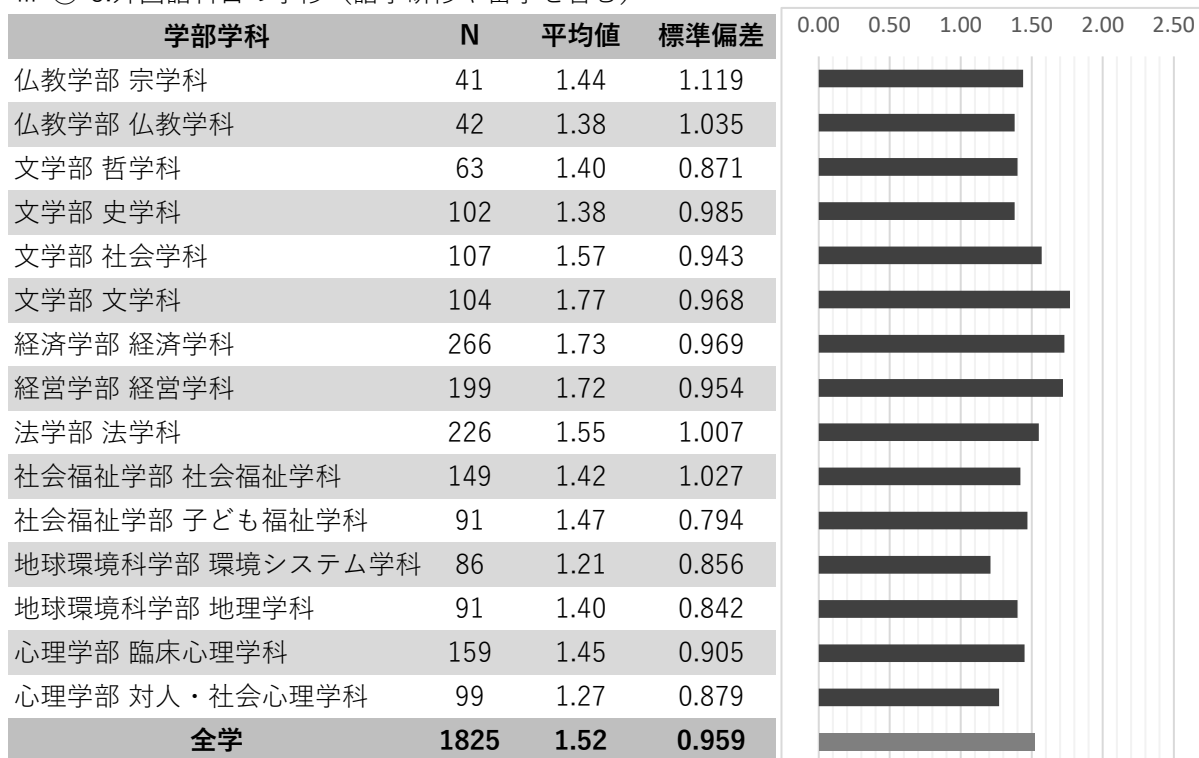 学部学科 N 平均値 標準偏差 0.00 0.50 1.00 1.50 2.00 2.50
仏教学部 宗学科 41 1.44 1.119
仏教学部 仏教学科 42 1.38 1.035
文学部 哲学科 63 1.40 0.871
文学部 史学科 102 1.38 0.985
文学部 社会学科 107 1.57 0.943
文学部 文学科 104 1.77 0.968
経済学部 経済学科 266 1.73 0.969
経営学部 経営学科 199 1.72 0.954
法学部 法学科 226 1.55 1.007
社会福祉学部 社会福祉学科 149 1.42 1.027
社会福祉学部 子ども福祉学科 91 1.47 0.794
地球環境科学部 環境システム学科 86 1.21 0.856
地球環境科学部 地理学科 91 1.40 0.842
心理学部 臨床心理学科 159 1.45 0.905
心理学部 対人・社会心理学科 99 1.27 0.879
全学 1825 1.52 0.959